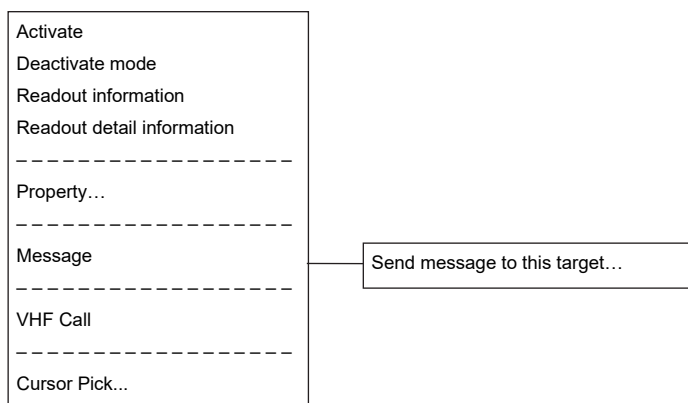 Activate
Deactivate mode
Readout information
Readout detail information
Property…
Message
Send message to this target…
VHF Call
Cursor Pick...